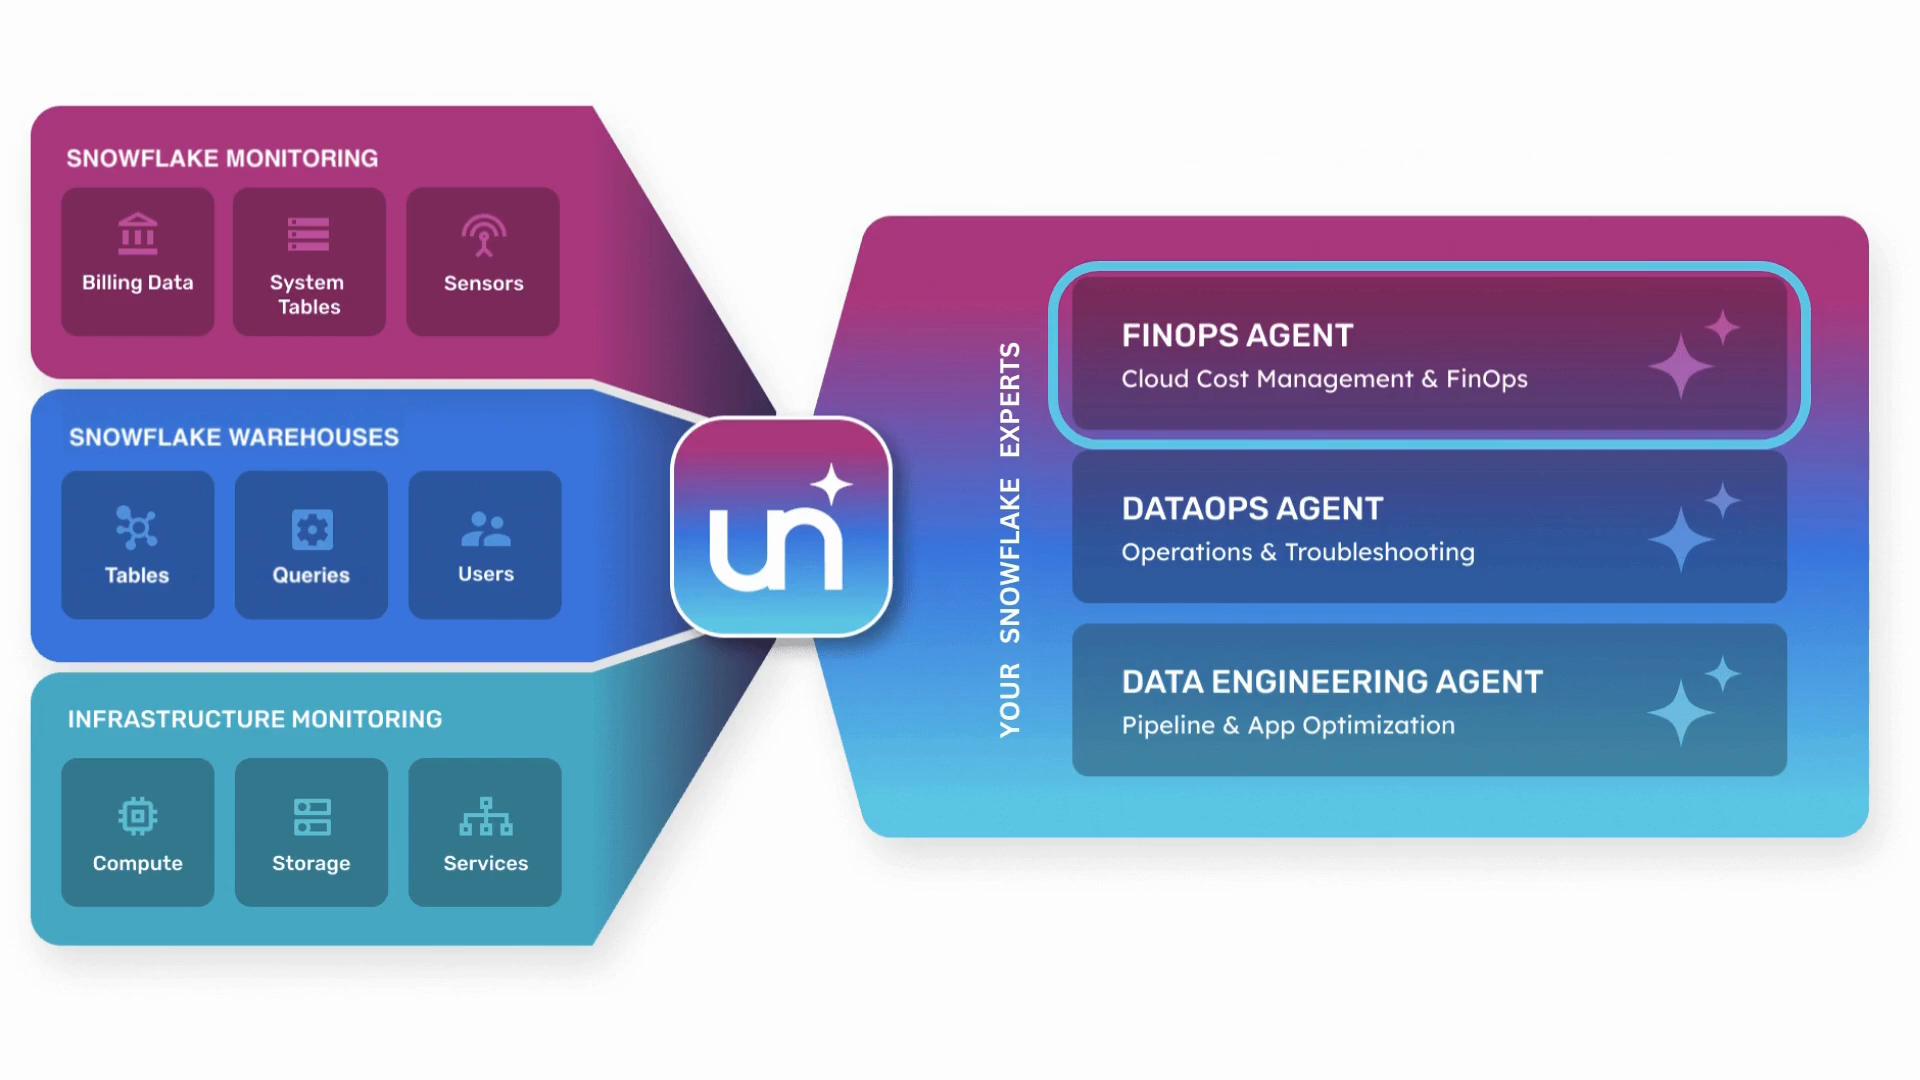 SNOWFLAKE MONITORING
Billing Data
System
Tables
Sensors
SNOWFLAKE WAREHOUSES
Tables
Queries
Users
INFRASTRUCTURE MONITORING
Compute
Storage
Services
un
YOUR SNOWFLAKE EXPERTS
FINOPS AGENT
Cloud Cost Management & FinOps
DATAOPS AGENT
Operations & Troubleshooting
DATA ENGINEERING AGENT
Pipeline & App Optimization